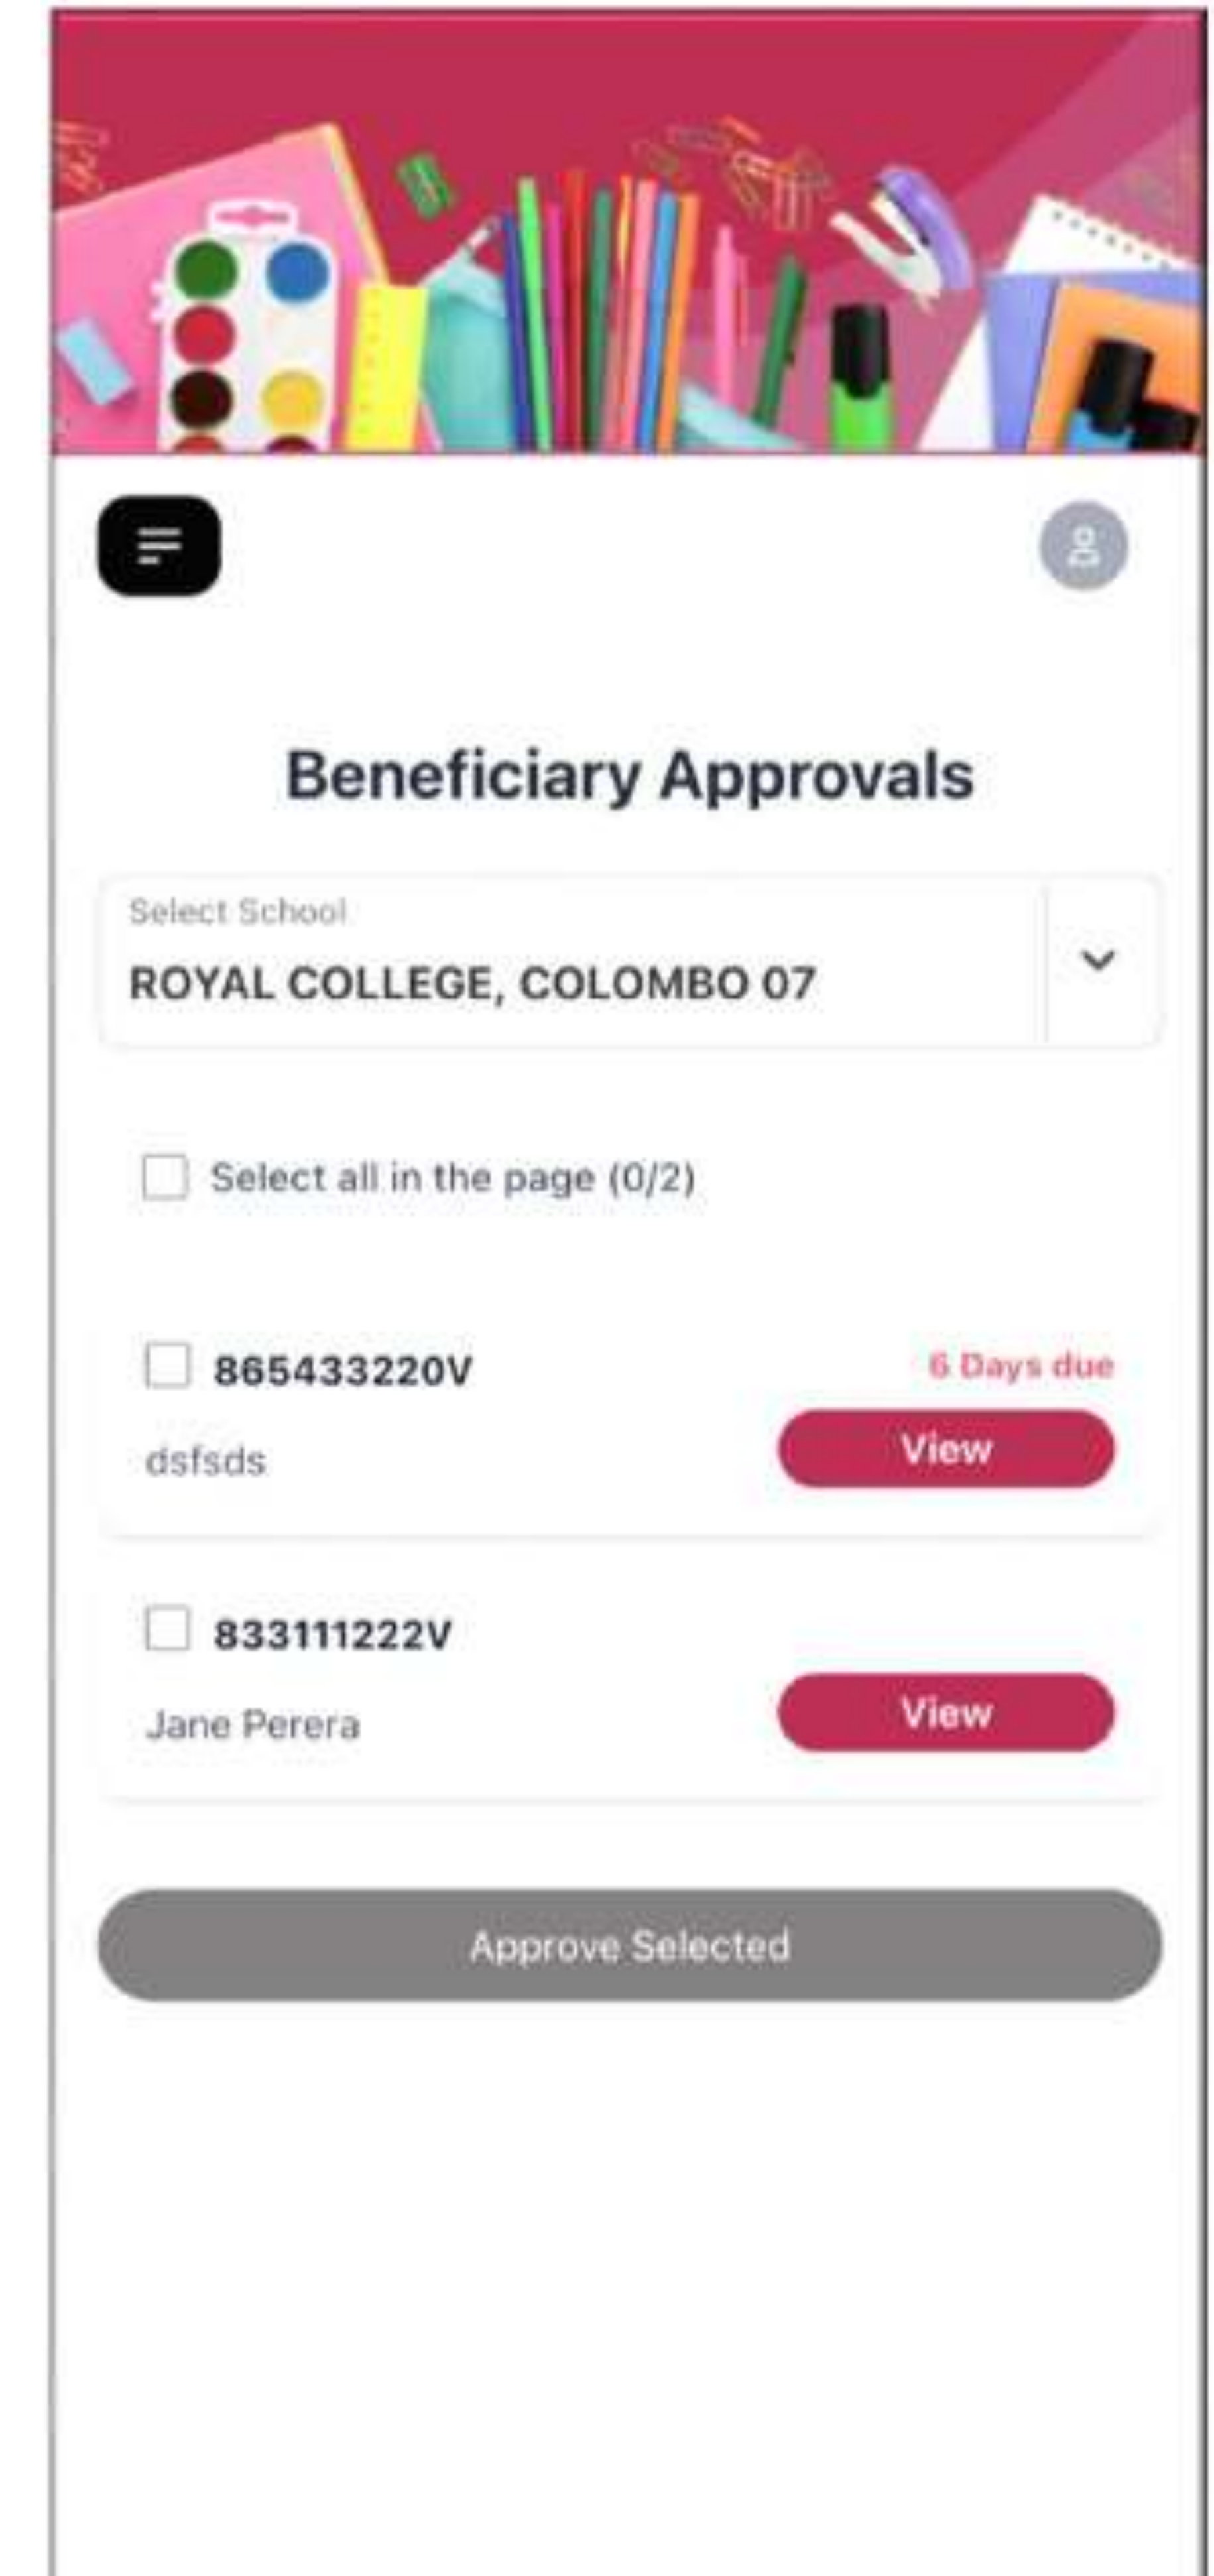 Beneficiary Approvals
Select School
ROYAL COLLEGE, COLOMBO 07
Select all in the page (0/2)
865433220V
6 Days due
dsfsds
View
833111222V
Jane Perera
View
Approve Selected